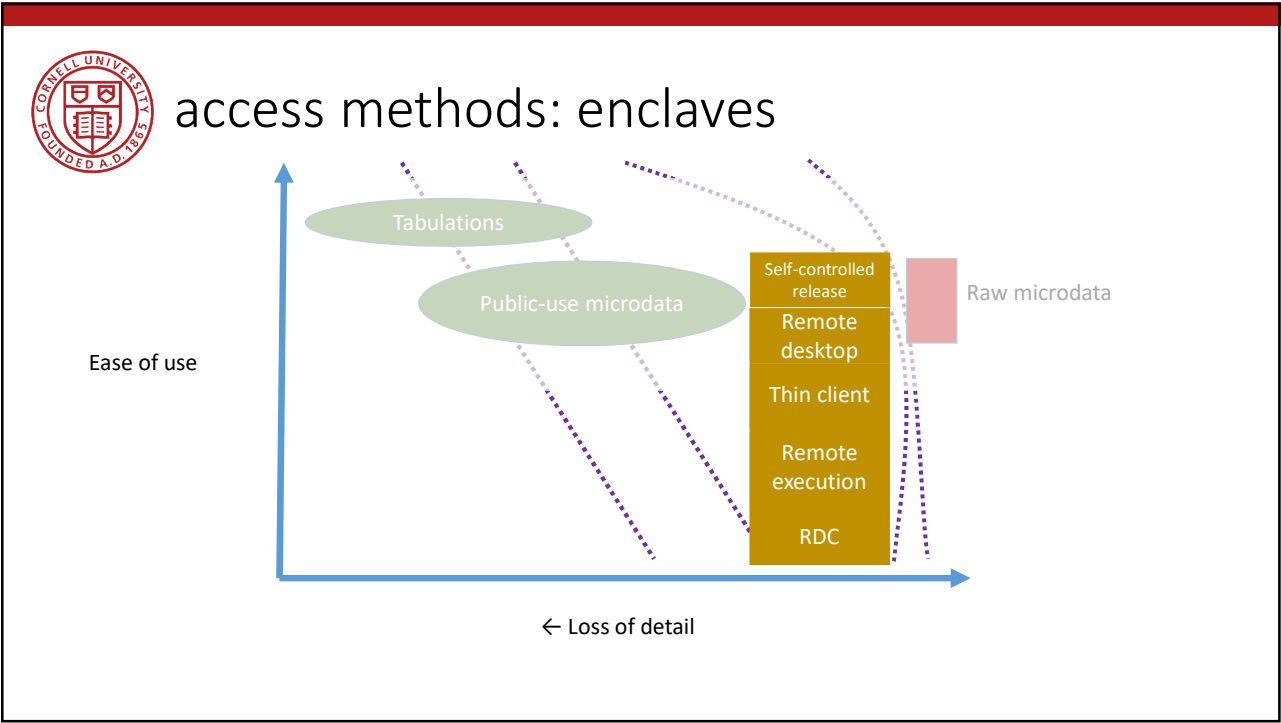 CORNELL UNIVERSITY
FOUNDED A.D. 1865
access methods: enclaves
Tabulations
Public-use microdata
Self-controlled
release
Remote
desktop
Thin client
Remote
execution
RDC
Raw microdata
Ease of use
← Loss of detail